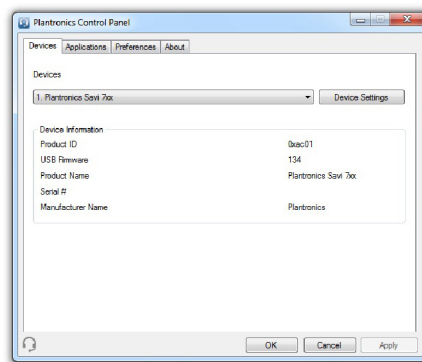 Plantronics Control Panel
Devices Applications Preferences About
Devices
1. Plantronics Savi 7xx Device Settings
Device Information
Product ID 0xac01
USB Firmware 134
Product Name Plantronics Savi 7xx
Serial #
Manufacturer Name Plantronics
OK Cancel Apply